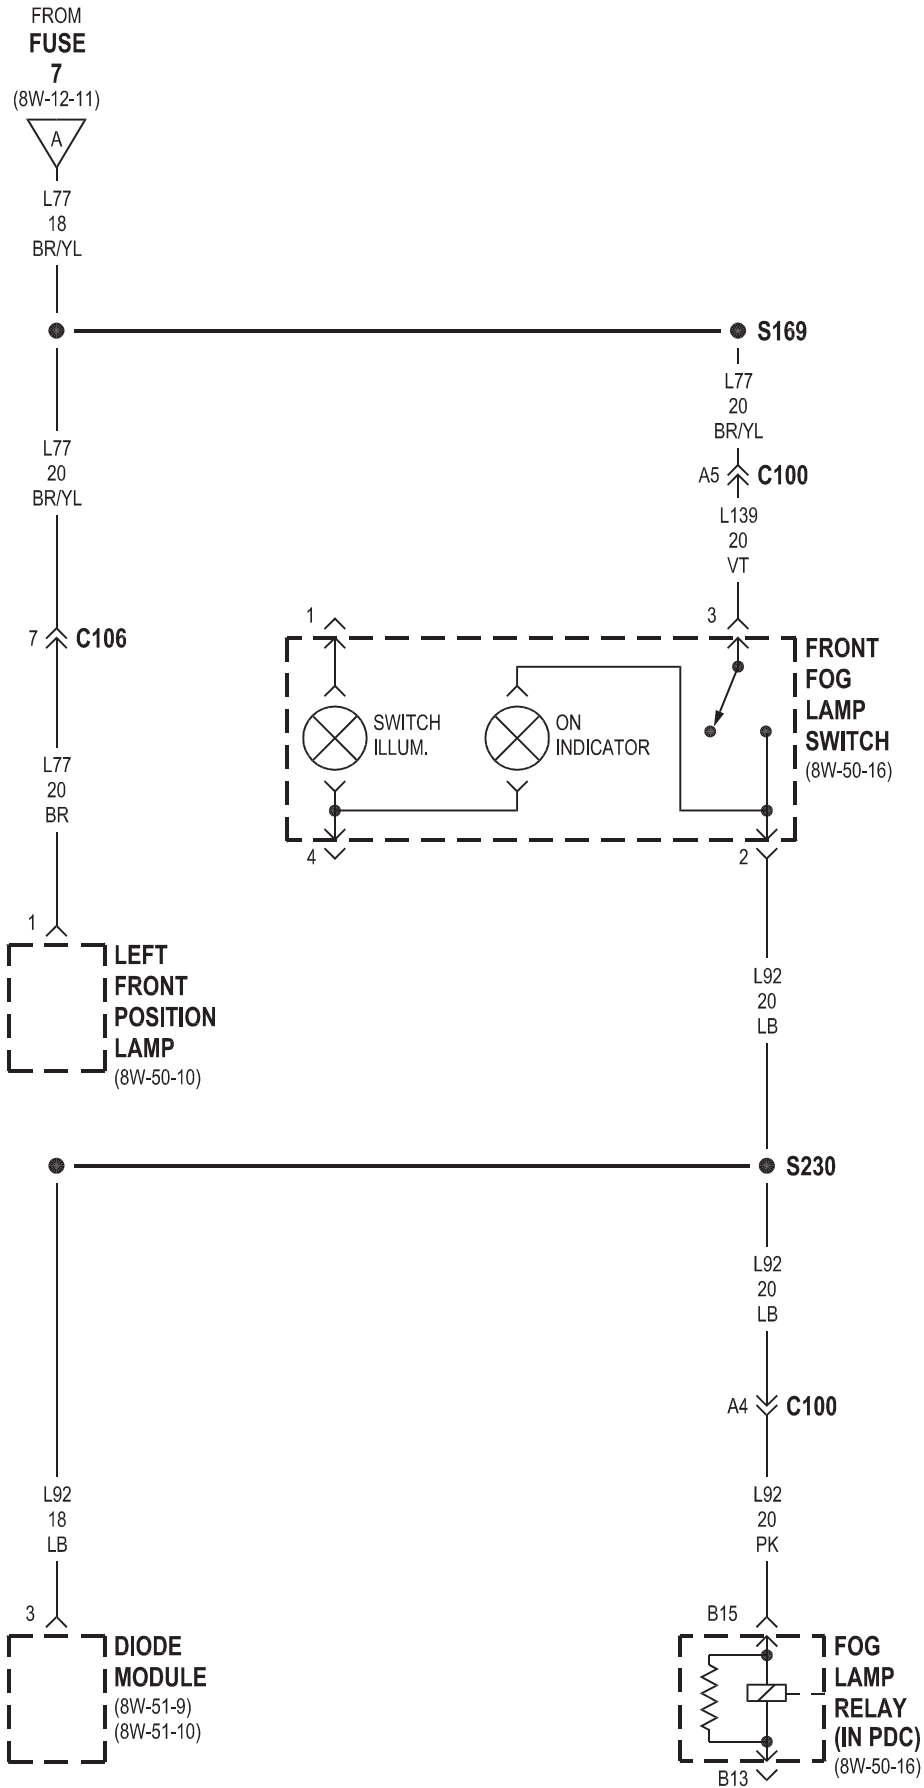 FROM
FUSE
7
(8W-12-11)
A
L77
18
BR/YL
S169
L77
20
BR/YL
A5 C100
L139
20
VT
L77
20
BR/YL
7 C106
L77
20
BR
1
LEFT
FRONT
POSITION
LAMP
(8W-50-10)
1
3
FRONT
FOG
LAMP
SWITCH
(8W-50-16)
SWITCH
ILLUM.
ON
INDICATOR
4
2
L92
20
LB
S230
L92
20
LB
A4 C100
L92
18
LB
L92
20
PK
3
DIODE
MODULE
(8W-51-9)
(8W-51-10)
B15
FOG
LAMP
RELAY
(IN PDC)
(8W-50-16)
B13